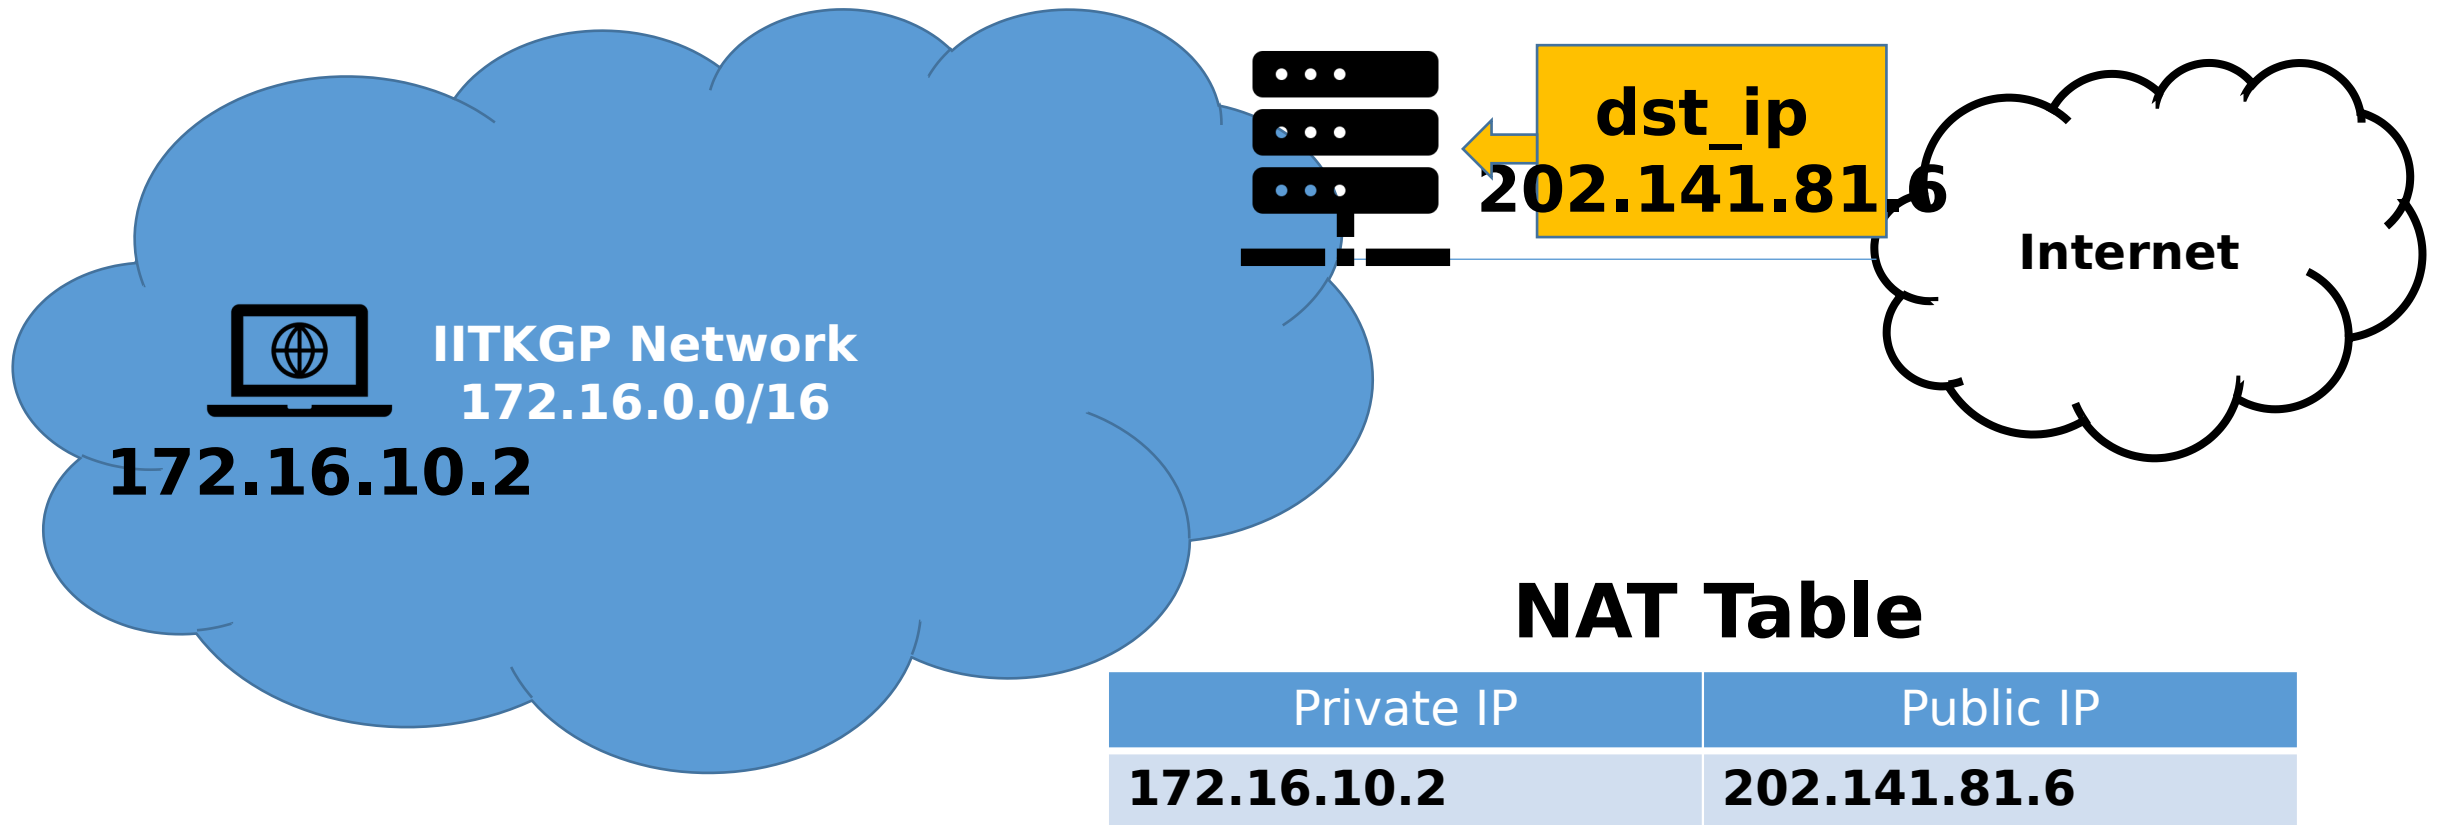 dst_ip
202.141.81.6
Internet
IITKGP Network
172.16.0.0/16
172.16.10.2
NAT Table
Private IP Public IP
172.16.10.2 202.141.81.6